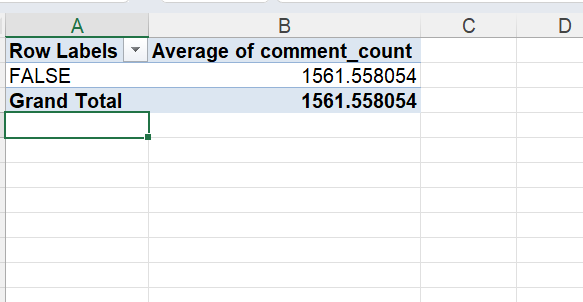 A B C D
Row Labels Average of comment_count
FALSE 1561.558054
Grand Total 1561.558054